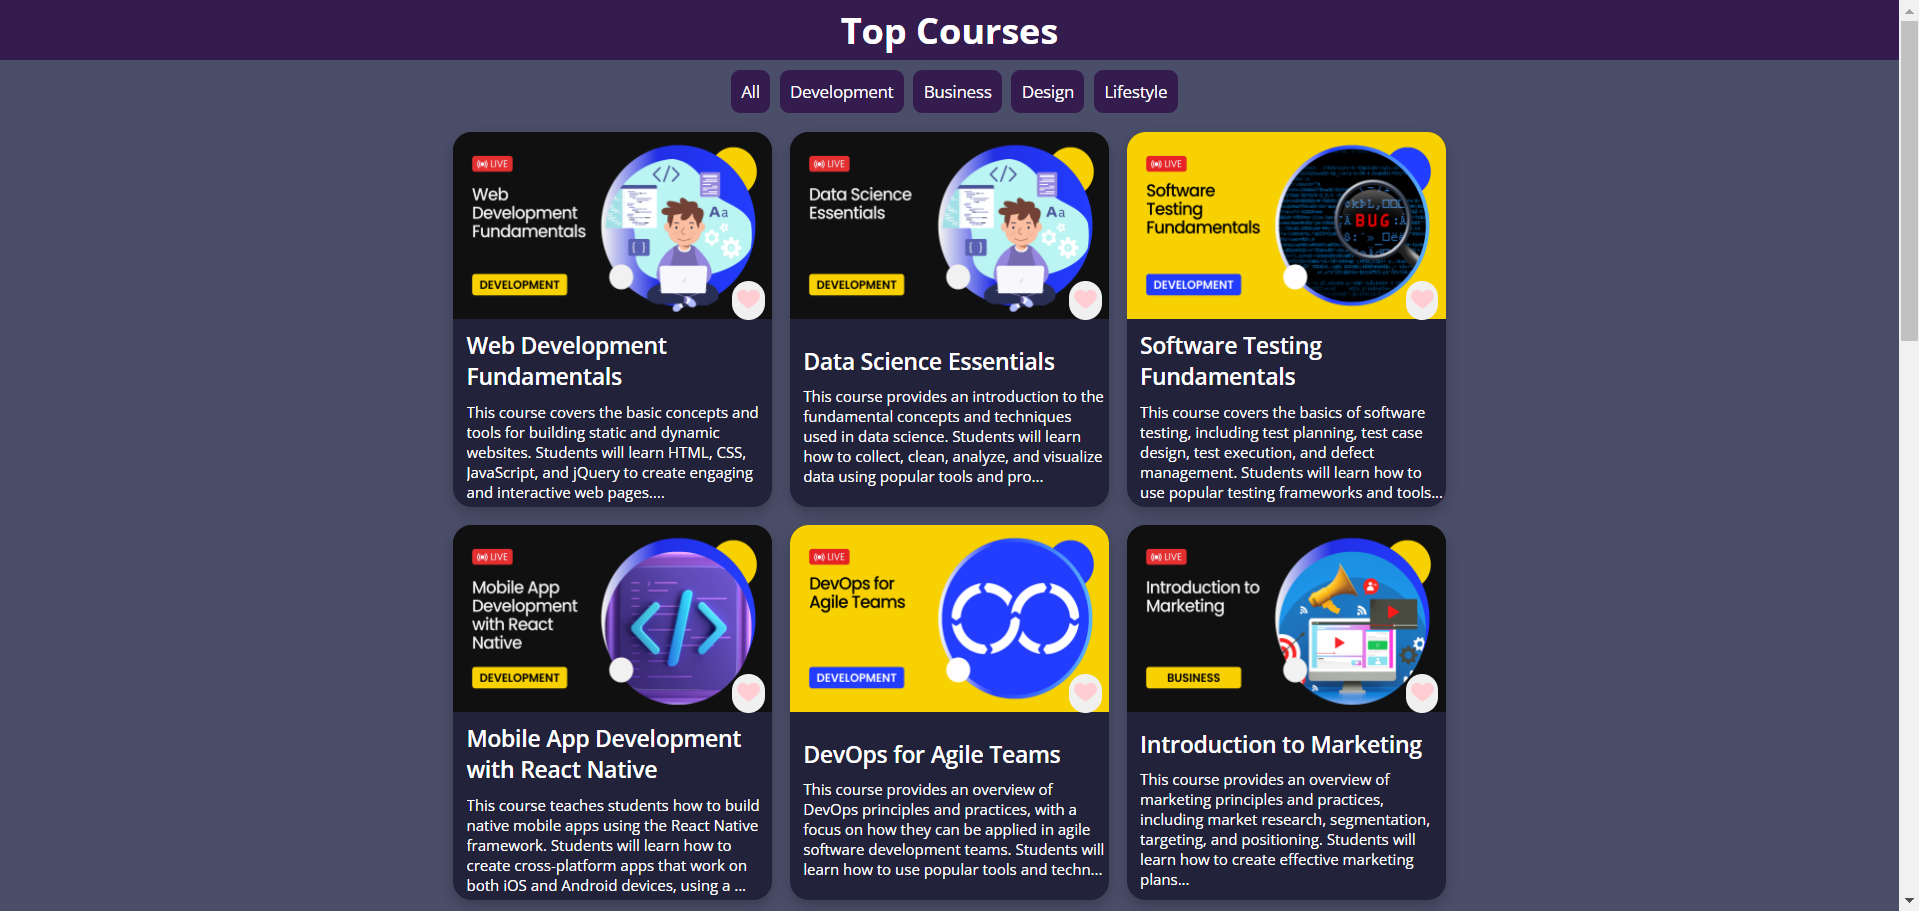 Top Courses
All
Development
Business
Design
Lifestyle
LIVE
Web
Development
Fundamentals
DEVELOPMENT
Web Development
Fundamentals
This course covers the basic concepts and
tools for building static and dynamic
websites. Students will learn HTML, CSS,
JavaScript, and jQuery to create engaging
and interactive web pages....
LIVE
Data Science
Essentials
Aa
DEVELOPMENT
Data Science Essentials
This course provides an introduction to the
fundamental concepts and techniques
used in data science. Students will learn
how to collect, clean, analyze, and visualize
data using popular tools and pro...
LIVE
Software
Testing
Fundamentals
BUG
DEVELOPMENT
Software Testing
Fundamentals
This course covers the basics of software
testing, including test planning, test case
design, test execution, and defect
management. Students will learn how to
use popular testing frameworks and tools...
LIVE
Mobile App
Development
with React
Native
DEVELOPMENT
Mobile App Development
with React Native
This course teaches students how to build
native mobile apps using the React Native
framework. Students will learn how to
create cross-platform apps that work on
both iOS and Android devices, using a ...
LIVE
DevOps for
Agile Teams
DEVELOPMENT
DevOps for Agile Teams
This course provides an overview of
DevOps principles and practices, with a
focus on how they can be applied in agile
software development teams. Students will
learn how to use popular tools and techn...
LIVE
Introduction to
Marketing
BUSINESS
Introduction to Marketing
This course provides an overview of
marketing principles and practices,
including market research, segmentation,
targeting, and positioning. Students will
learn how to create effective marketing
plans...